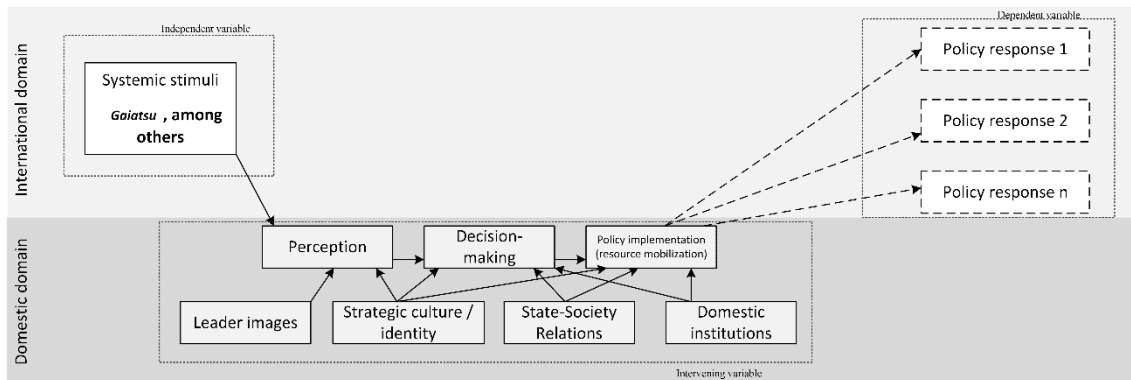 Independent variable
Dependent variable
International domain
Systemic stimuli
Gaiatsu , among
others
Policy response 1
Policy response 2
Policy response n
Domestic domain
Perception
Decision-
making
Policy implementation
(resource mobilization)
Leader images
Strategic culture /
identity
State-Society
Relations
Domestic
institutions
Intervening variable